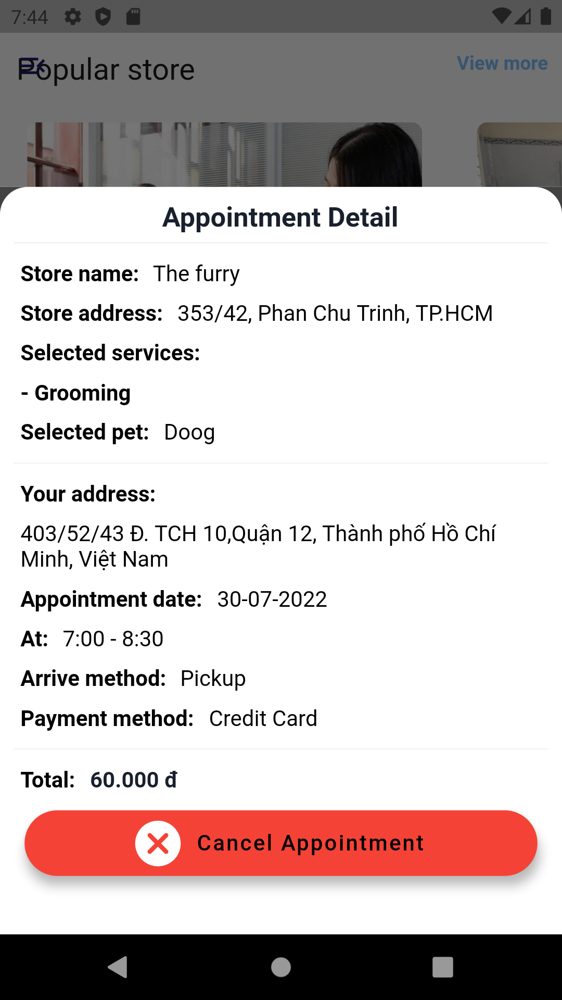 7:44
Popular store
View more
Appointment Detail
Store name: The furry
Store address: 353/42, Phan Chu Trinh, TP.HCM
Selected services:
- Grooming
Selected pet: Doog
Your address:
403/52/43 Đ. TCH 10,Quận 12, Thành phố Hồ Chí
Minh, Việt Nam
Appointment date: 30-07-2022
At: 7:00 - 8:30
Arrive method: Pickup
Payment method: Credit Card
Total: 60.000 đ
Cancel Appointment